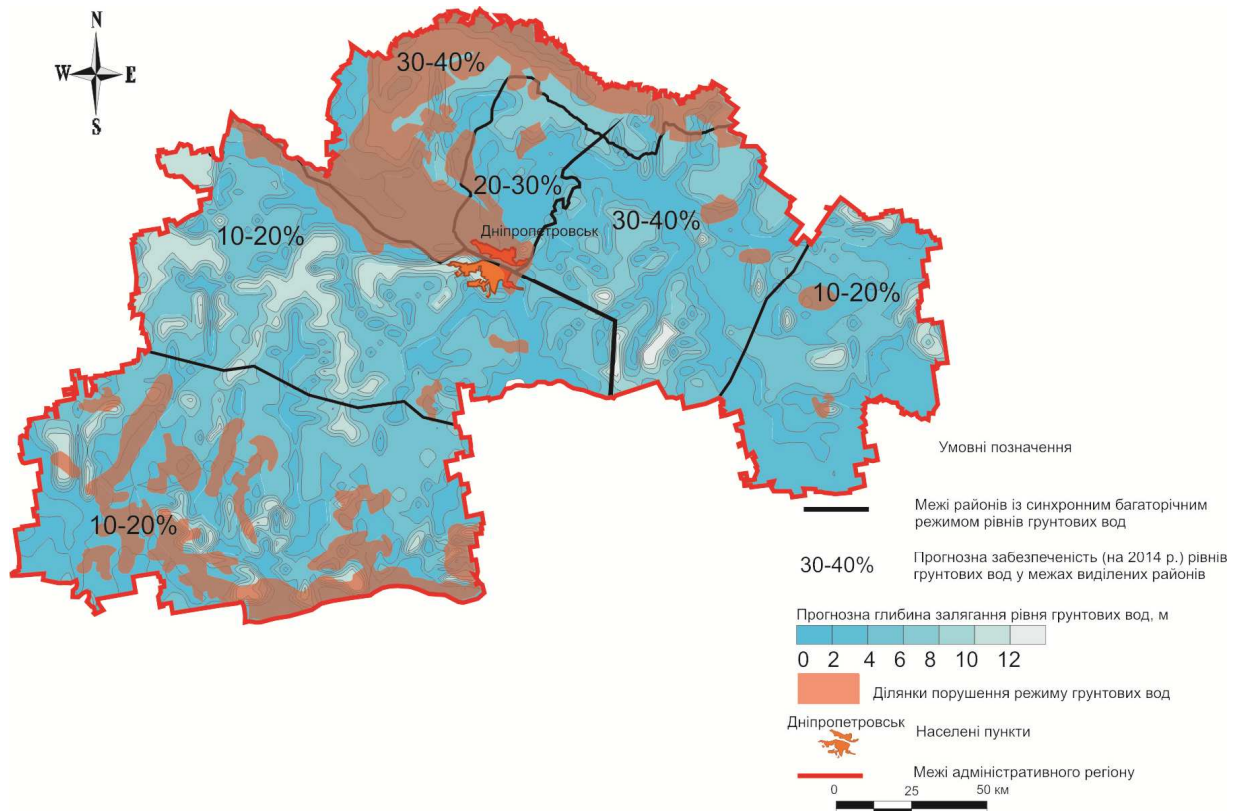 N
W E
S
30-40%
20-30%
30-40%
10-20%
Дніпропетровськ
10-20%
10-20%
Умовні позначення
Межі районів із синхронним багаторічним
режимом рівнів грунтових вод
30-40%
Прогнозна забезпеченість (на 2014 р.) рівнів
грунтових вод у межах виділених районів
Прогнозна глибина залягання рівня грунтових вод, м
0 2 4 6 8 10 12
Ділянки порушення режиму грунтових вод
Дніпропетровськ
Населені пункти
Межі адміністративного регіону
0 25 50 км